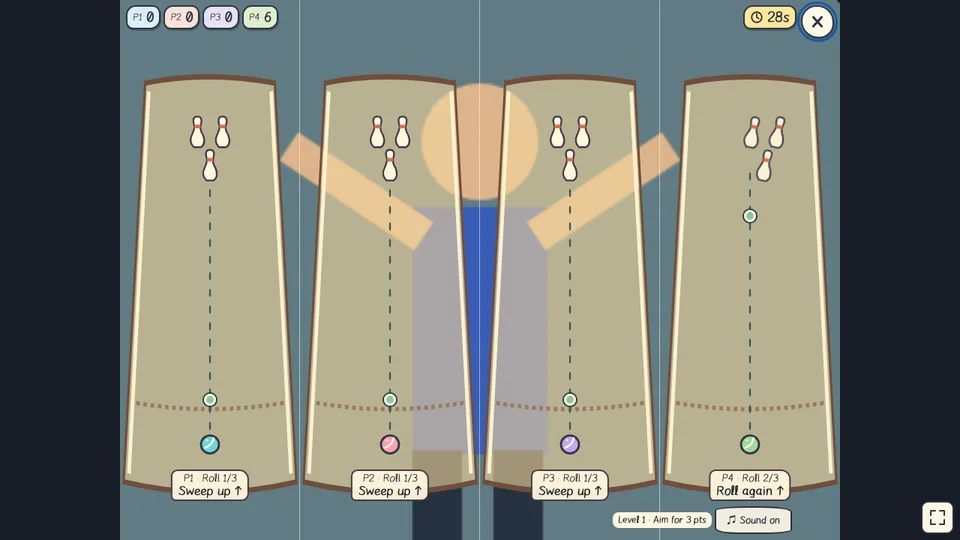 P1 0
P2 0
P3 0
P4 6
28s
P1 · Roll 1/3
Sweep up ↑
P2 · Roll 1/3
Sweep up ↑
P3 · Roll 1/3
Sweep up ↑
P4 · Roll 2/3
Roll again ↑
Level 1 · Aim for 3 pts
♫ Sound on